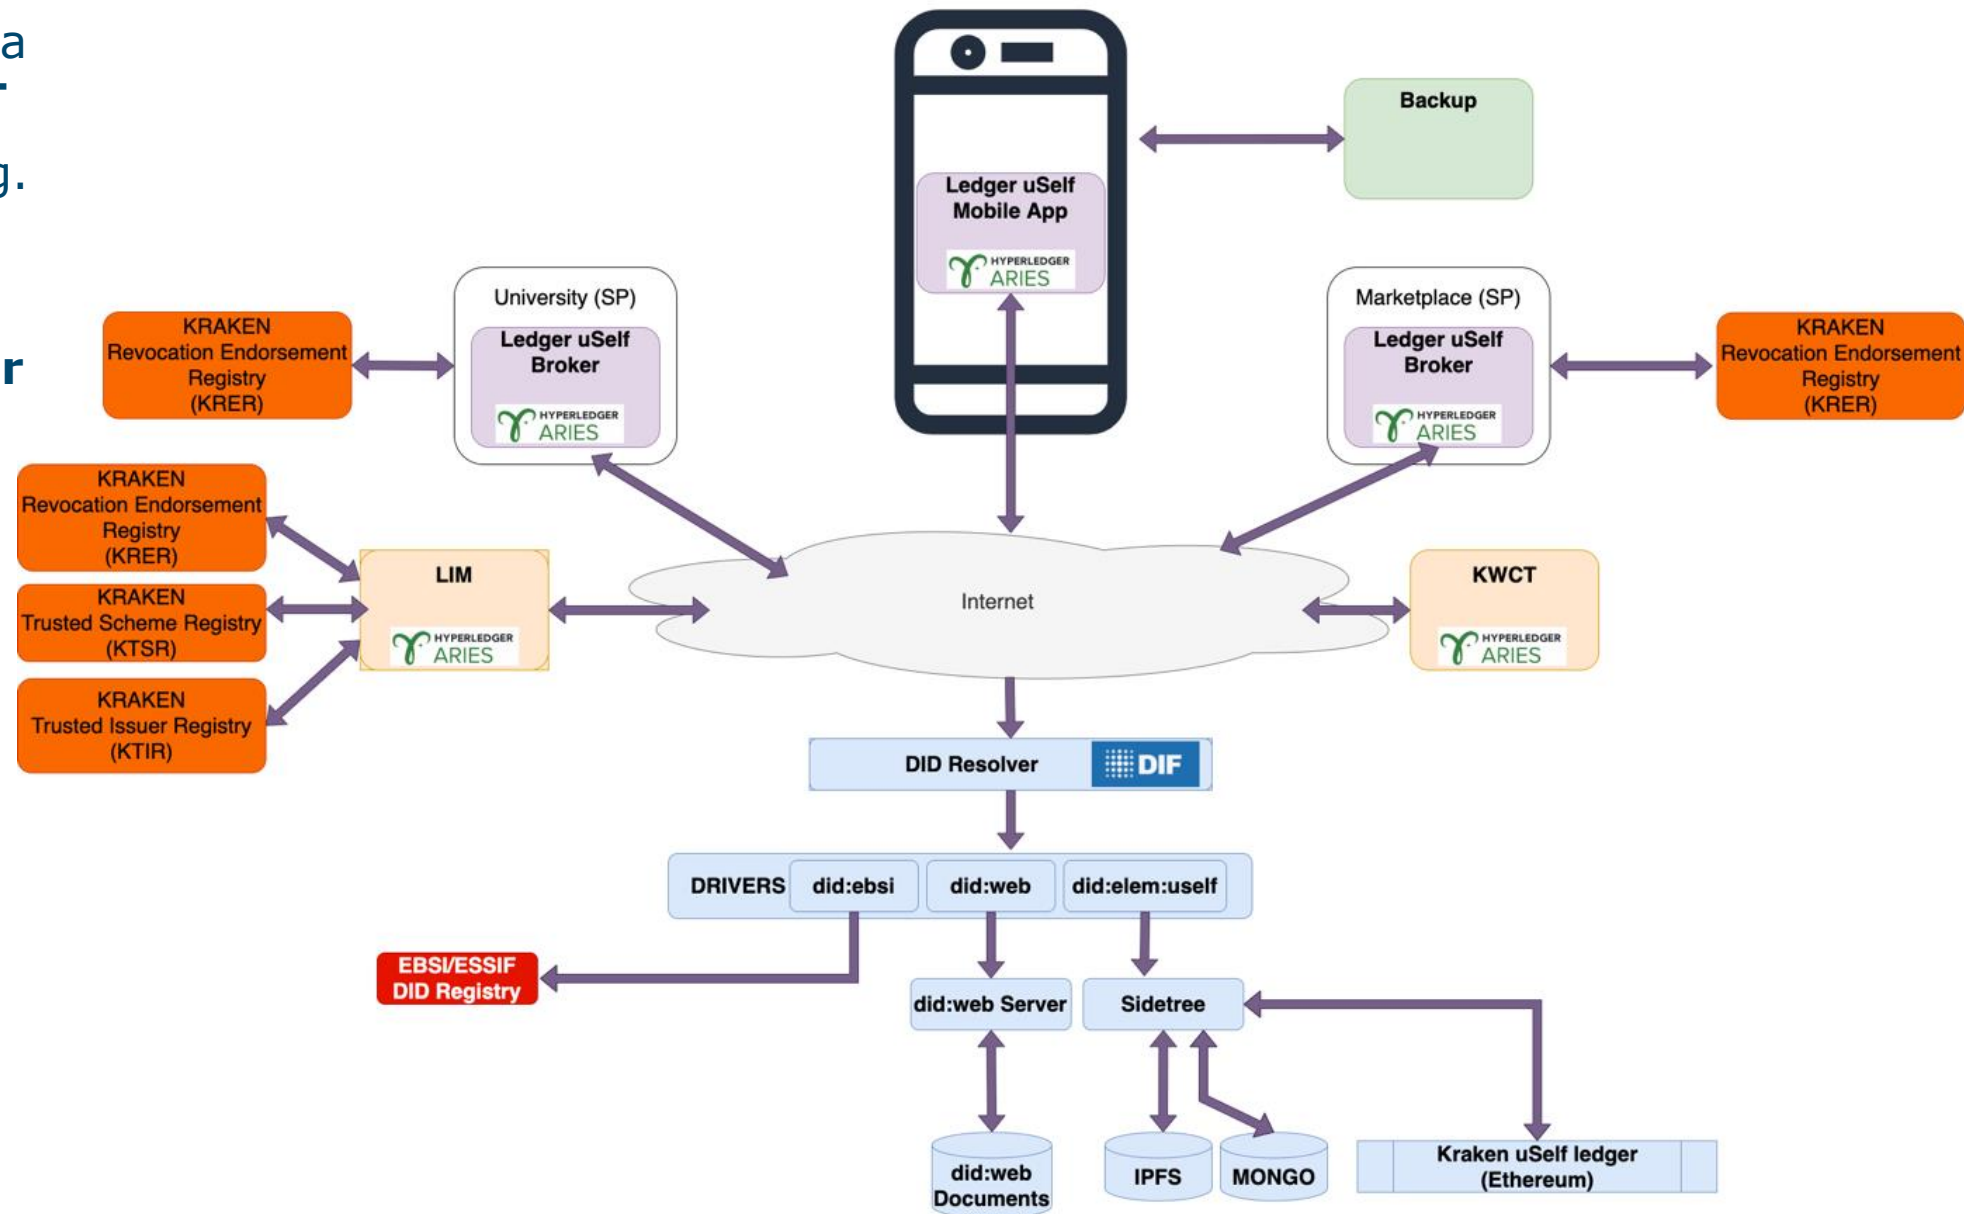 a
g.
r
Backup
Ledger uSelf
Mobile App
HYPERLEDGER
ARIES
University (SP)
Ledger uSelf
Broker
HYPERLEDGER
ARIES
Marketplace (SP)
Ledger uSelf
Broker
HYPERLEDGER
ARIES
KRAKEN
Revocation Endorsement
Registry
(KRER)
KRAKEN
Revocation Endorsement
Registry
(KRER)
KRAKEN
Revocation Endorsement
Registry
(KRER)
KRAKEN
Trusted Scheme Registry
(KTSR)
KRAKEN
Trusted Issuer Registry
(KTIR)
LIM
HYPERLEDGER
ARIES
Internet
KWCT
HYPERLEDGER
ARIES
DID Resolver
DIF
DRIVERS
did:ebsi
did:web
did:elem:uself
EBSI/ESSIF
DID Registry
did:web Server
Sidetree
did:web
Documents
IPFS
MONGO
Kraken uSelf ledger
(Ethereum)